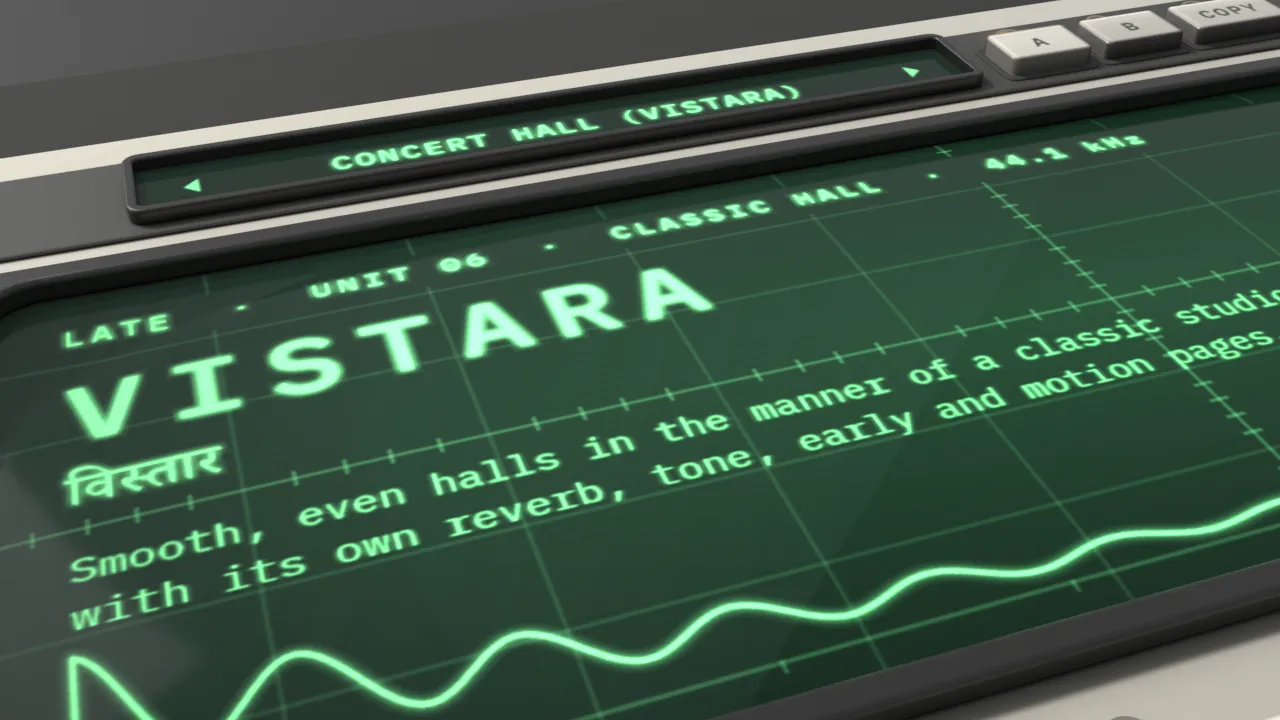 A
B
COPY
◄ CONCERT HALL (VISTARA) ►
LATE · UNIT 06 · CLASSIC HALL · 44.1 kHz
VISTARA
विस्तार
Smooth, even halls in the manner of a classic studio
with its own reverb, tone, early and motion pages.